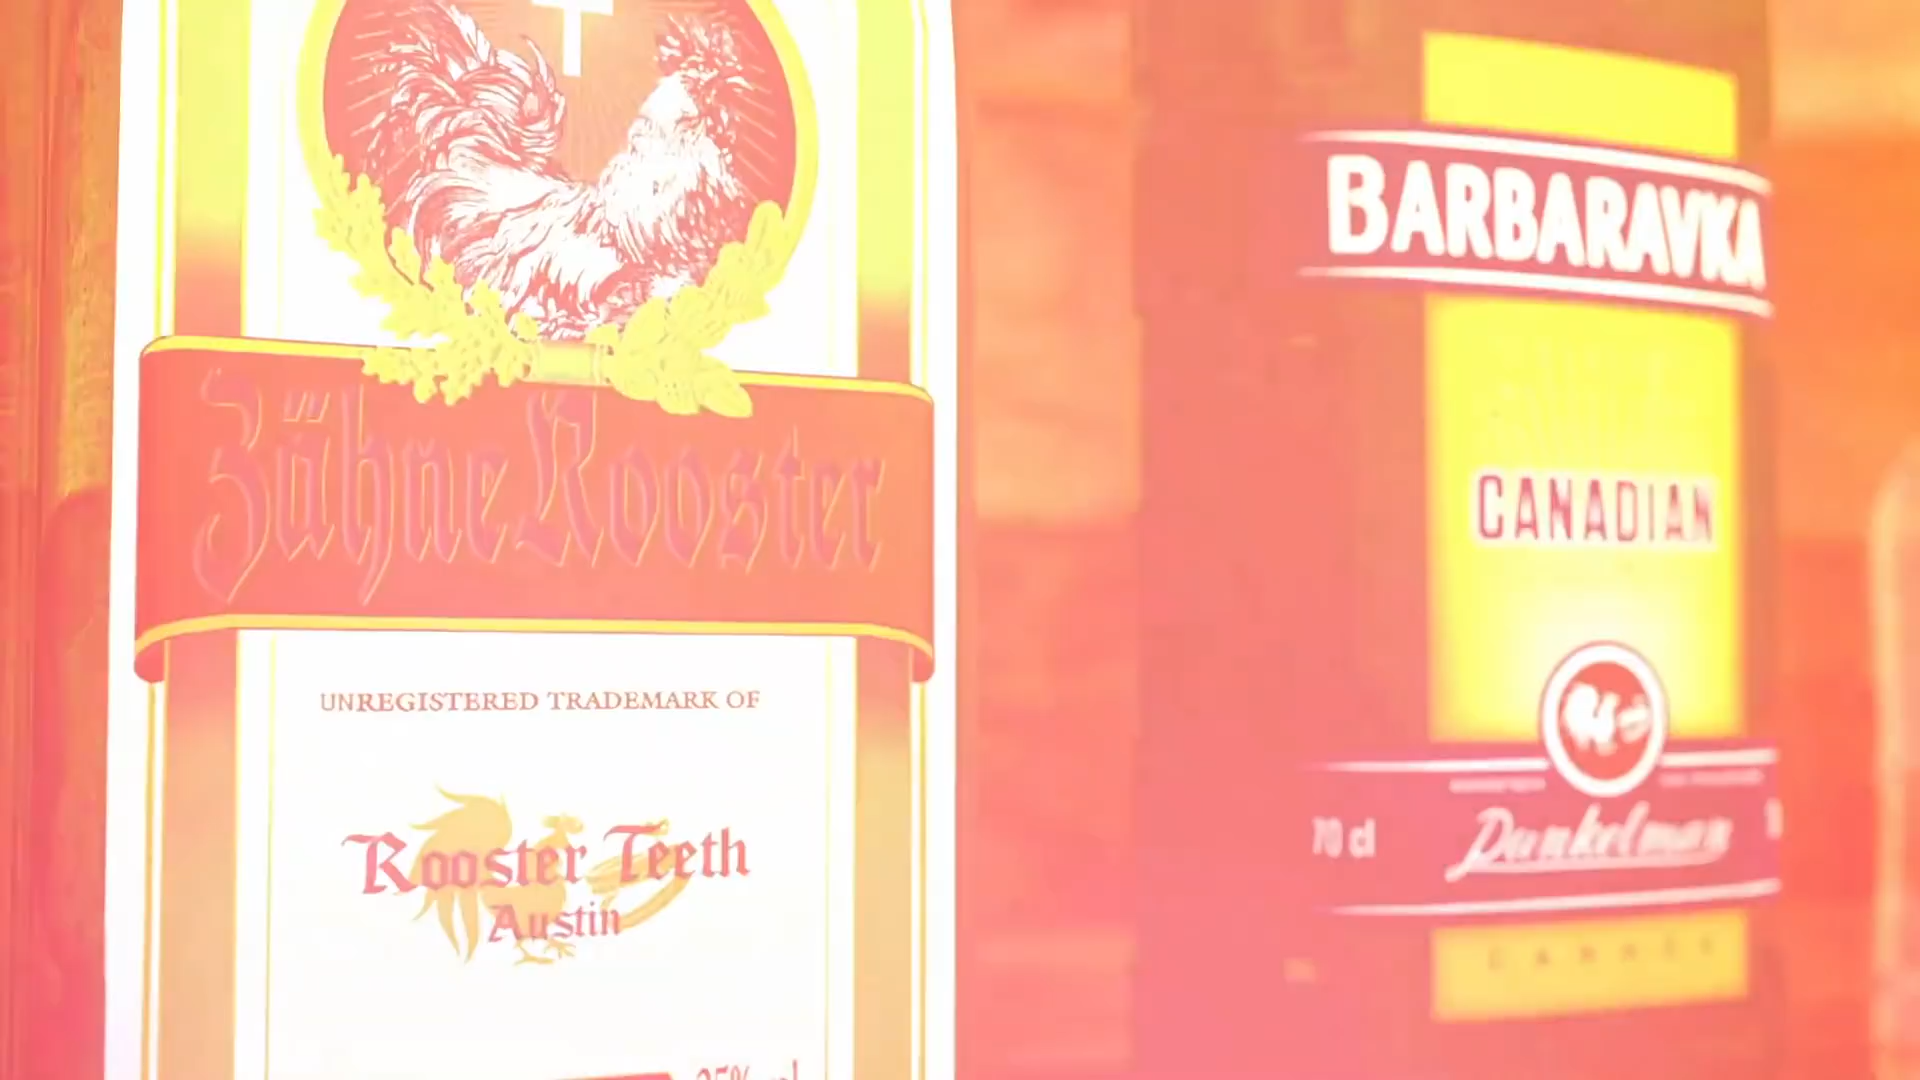 Zähne Rooster
UNREGISTERED TRADEMARK OF
Rooster Teeth
Austin
BARBARAVKA
CANADIAN
70 cl
Dunkelman